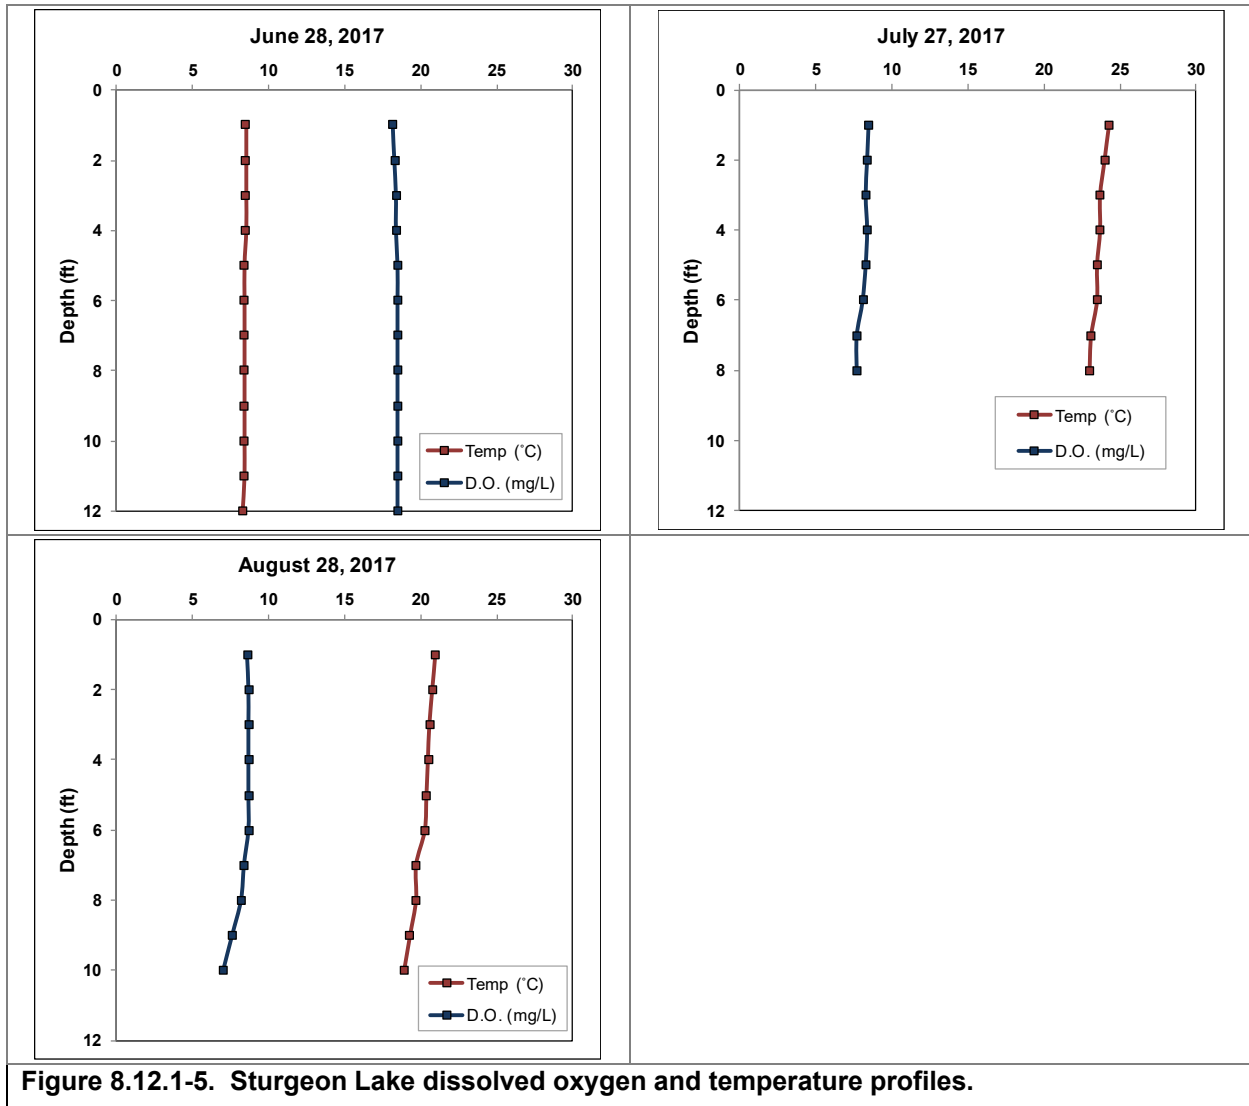 June 28, 2017
0 5 10 15 20 25 30
0
2
4
6
8
10
12
Depth (ft)
Temp (˚C)
D.O. (mg/L)
July 27, 2017
0 5 10 15 20 25 30
0
2
4
6
8
10
12
Depth (ft)
Temp (˚C)
D.O. (mg/L)
August 28, 2017
0 5 10 15 20 25 30
0
2
4
6
8
10
12
Depth (ft)
Temp (˚C)
D.O. (mg/L)
Figure 8.12.1-5. Sturgeon Lake dissolved oxygen and temperature profiles.